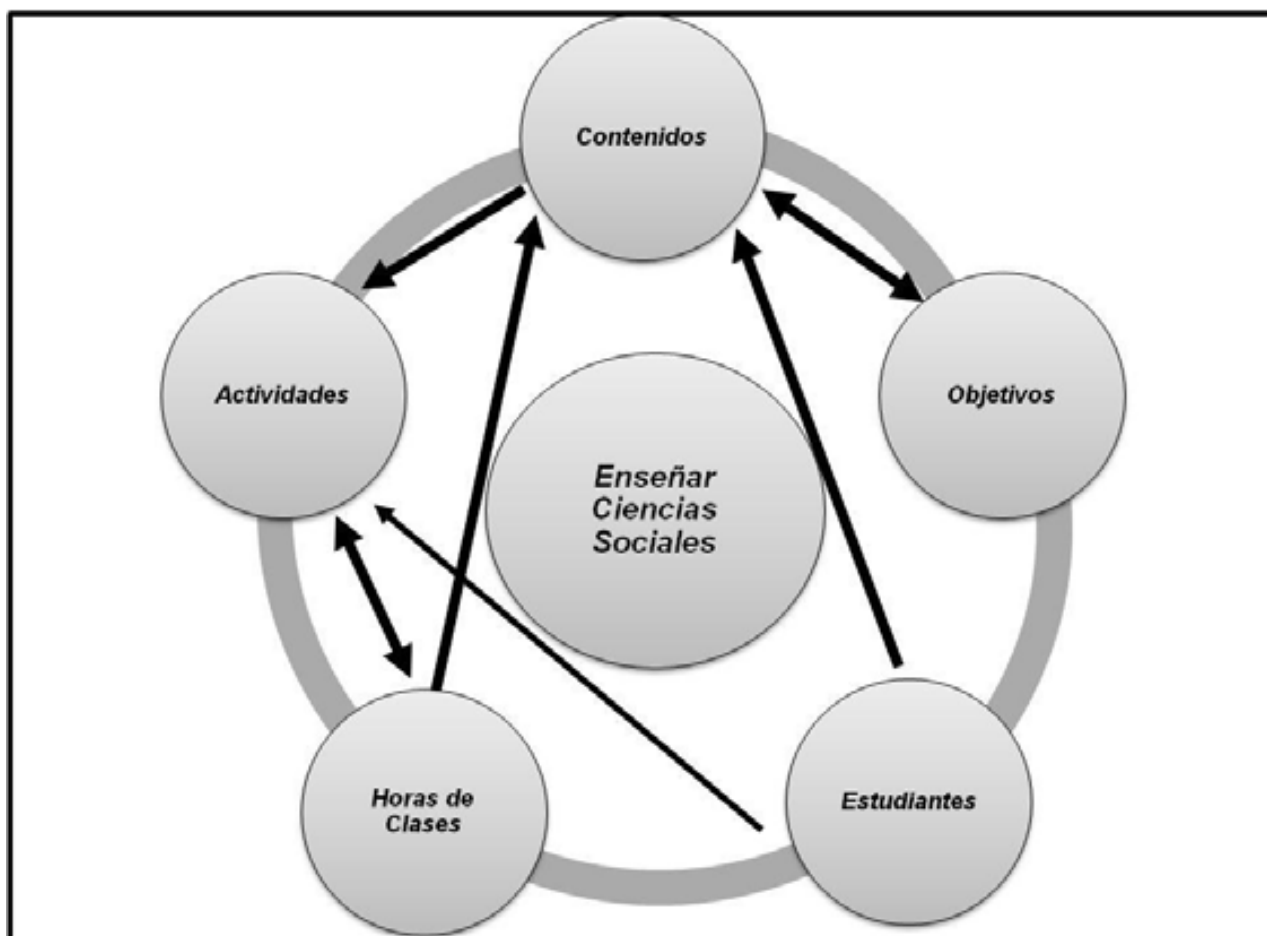 Contenidos
Actividades
Objetivos
Enseñar
Ciencias
Sociales
Horas de
Clases
Estudiantes